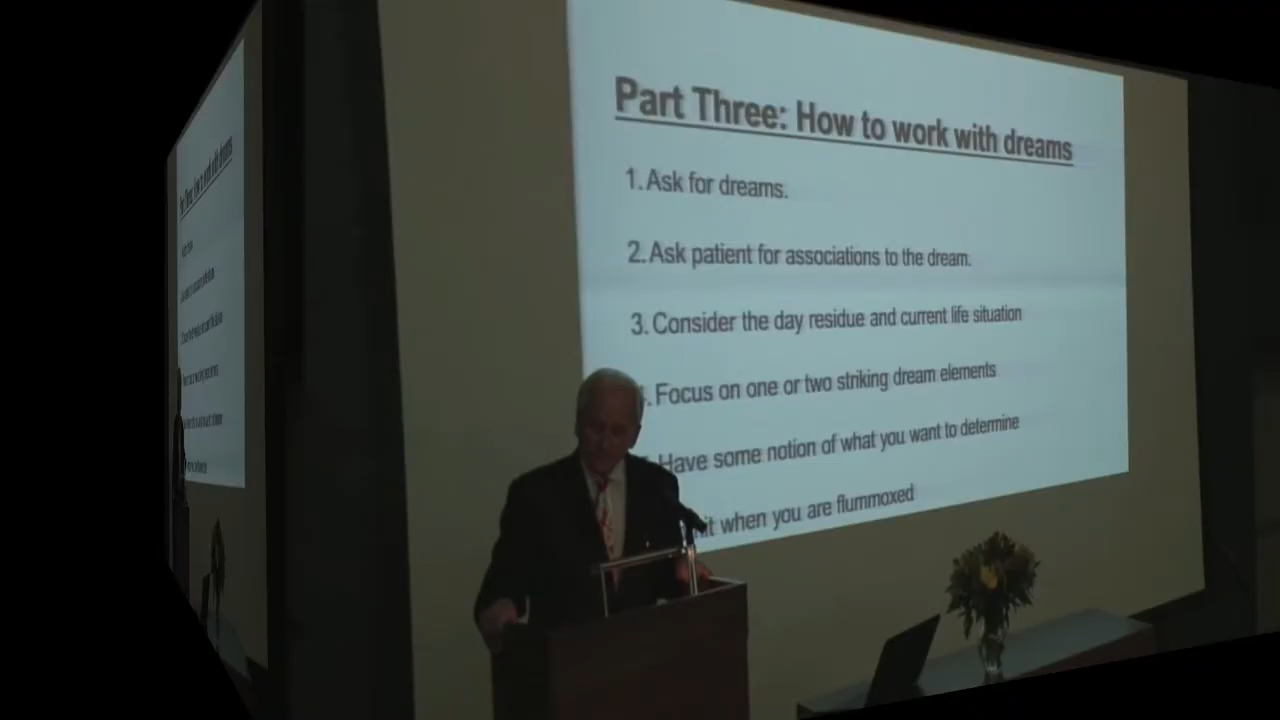 Part Three: How to work with dreams
1. Ask for dreams.
2. Ask patient for associations to the dream.
3. Consider the day residue and current life situation
. Focus on one or two striking dream elements
Have some notion of what you want to determine
when you are flummoxed